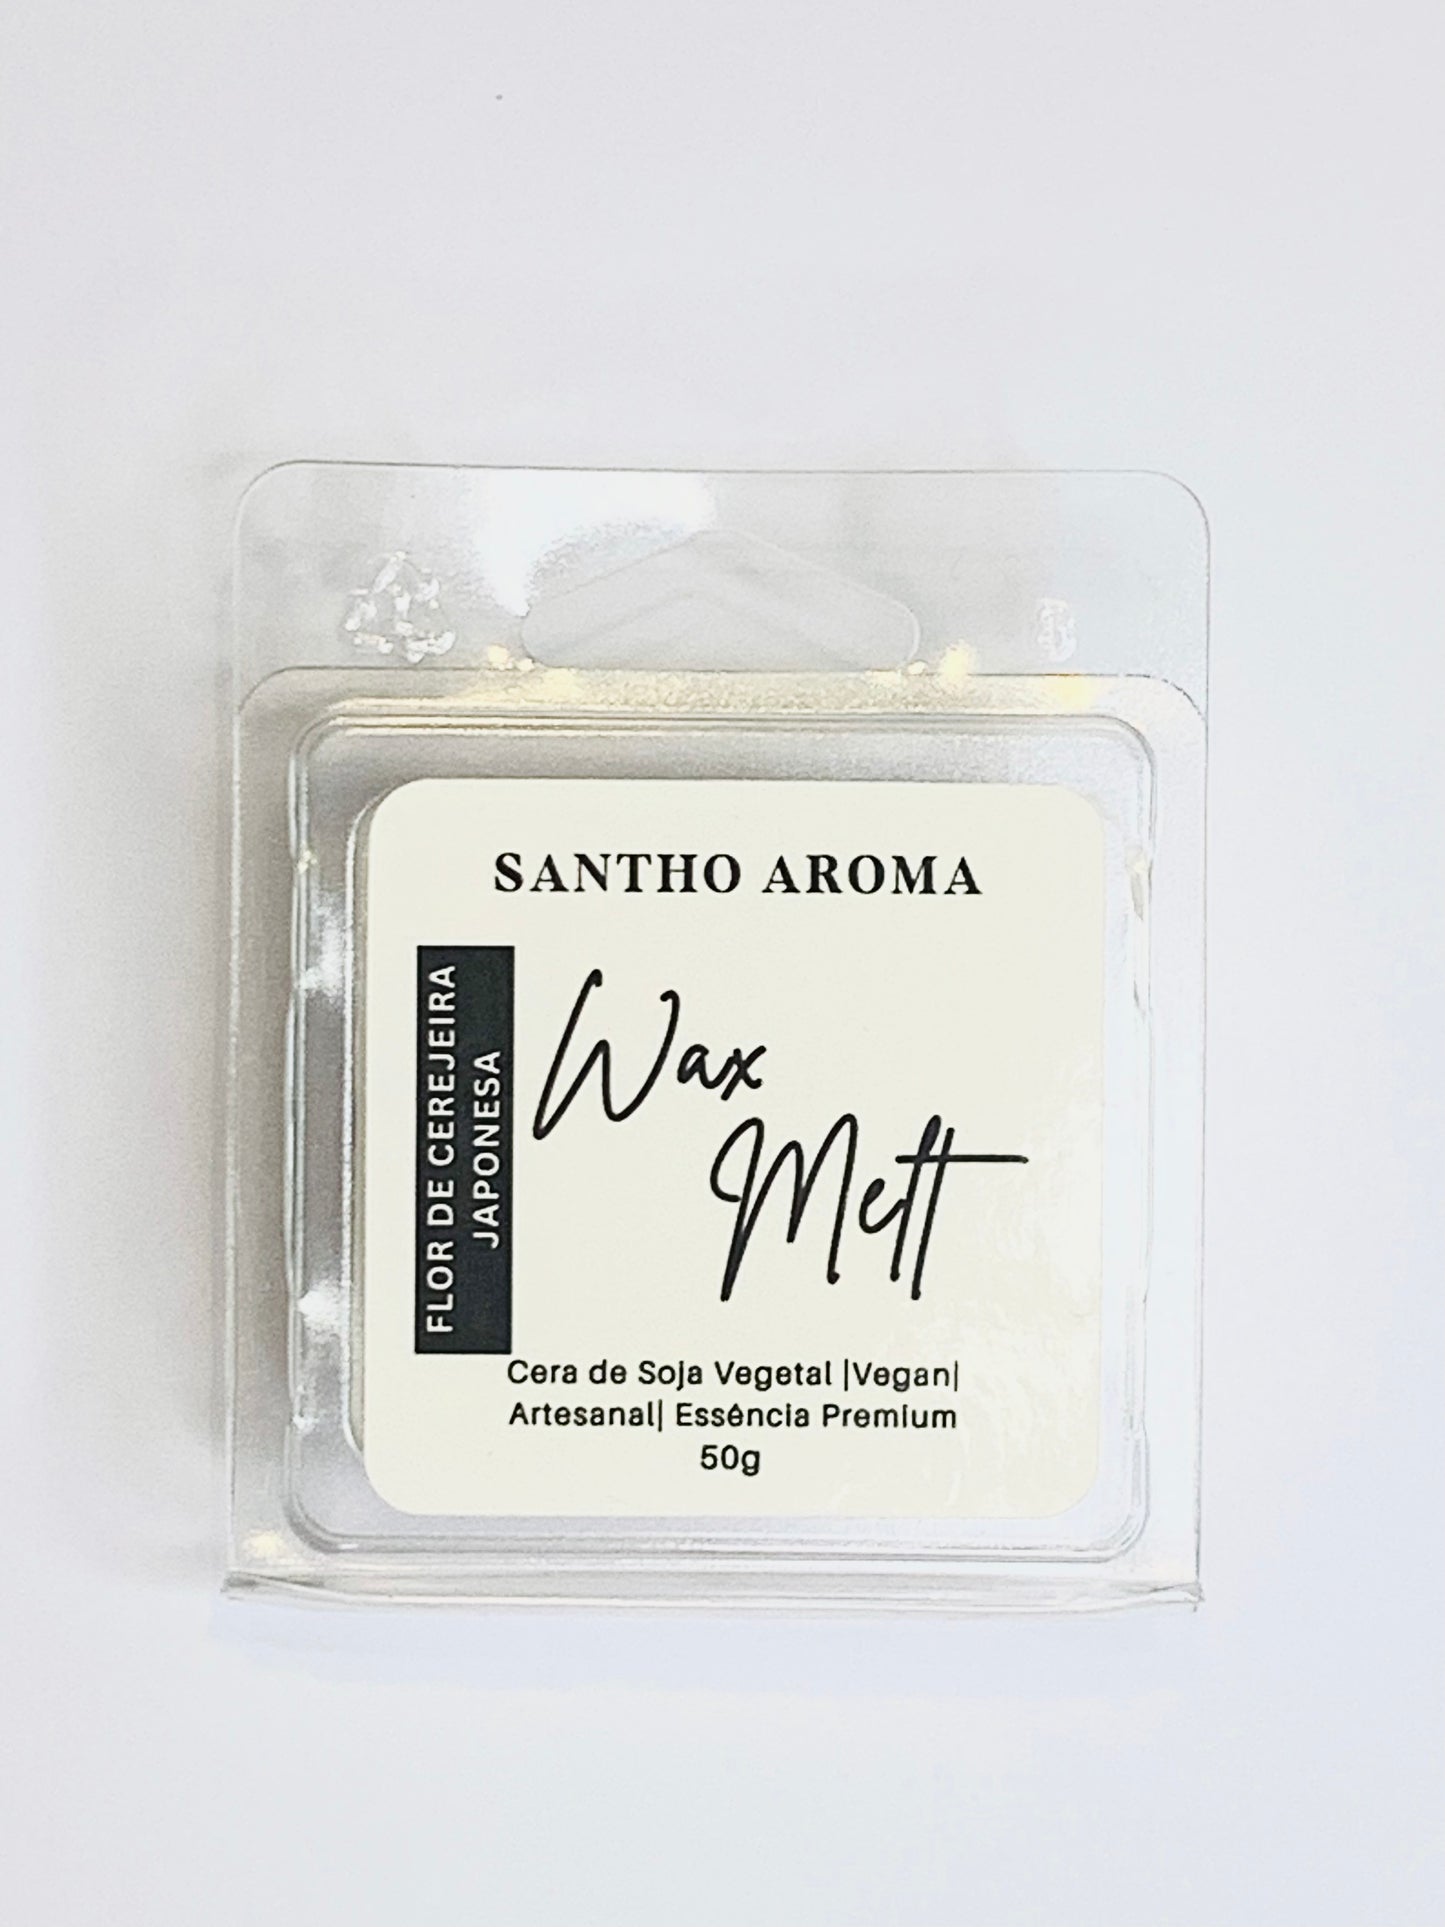 SANTHO AROMA
FLOR DE CEREJEIRA
JAPONESA
Wax
Melt
Cera de Soja Vegetal |Vegan|
Artesanal| Essência Premium
50g